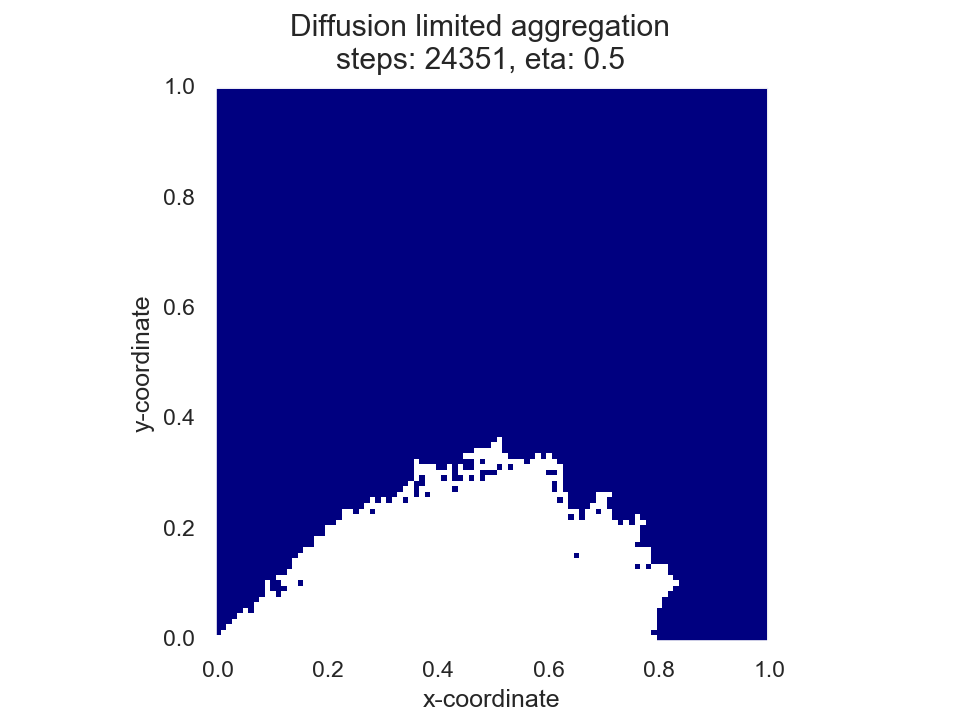 Diffusion limited aggregation
steps: 24351, eta: 0.5
1.0
0.8
0.6
0.4
0.2
0.0
y-coordinate
0.0 0.2 0.4 0.6 0.8 1.0
x-coordinate